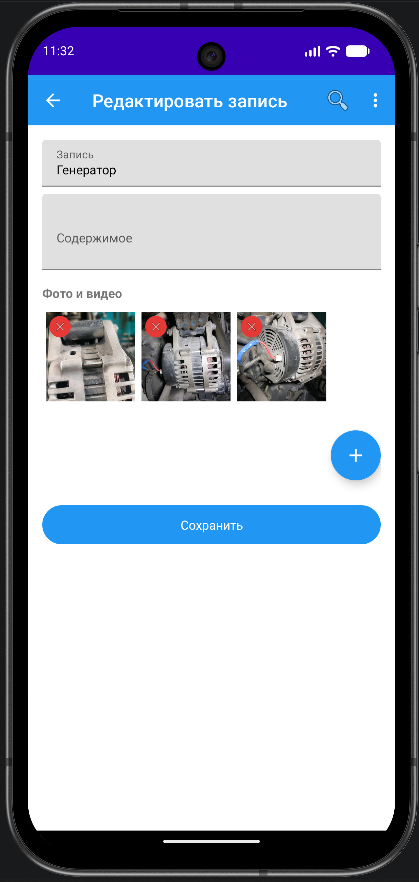 11:32
Редактировать запись
Запись
Генератор
Содержимое
Фото и видео
Сохранить